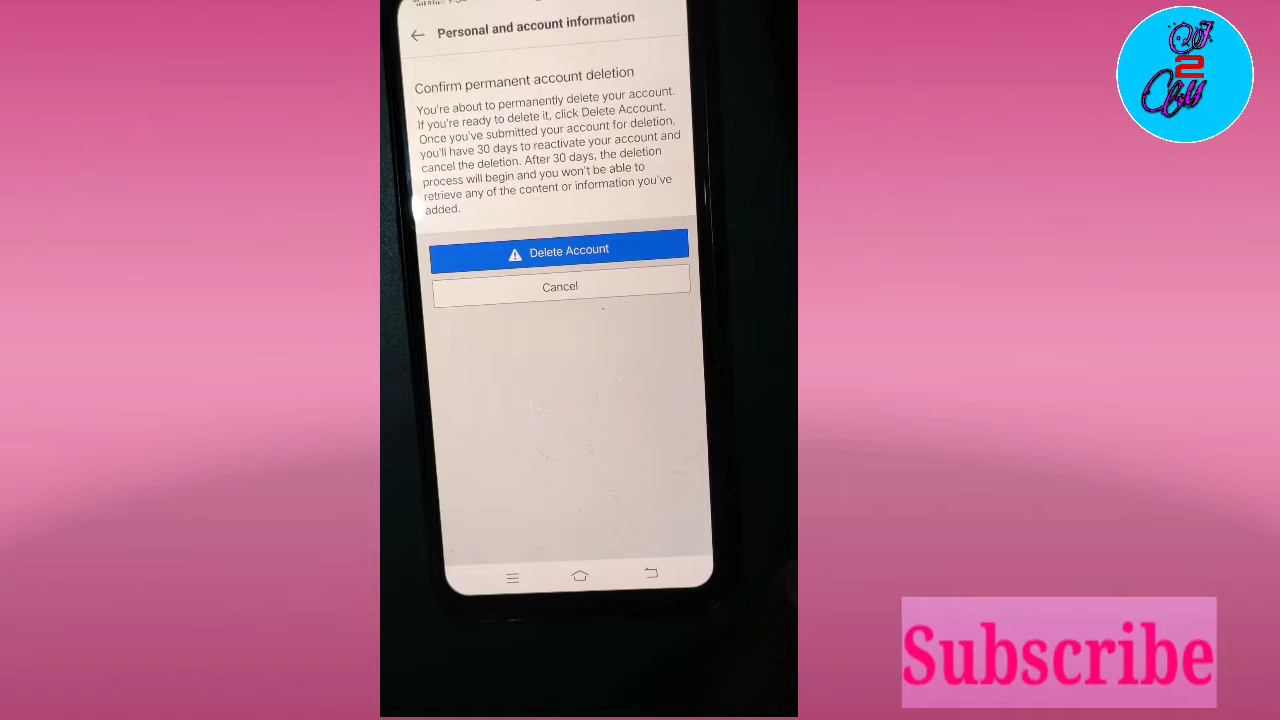 Personal and account information
Confirm permanent account deletion
You're about to permanently delete your account.
If you're ready to delete it, click Delete Account.
Once you've submitted your account for deletion,
you'll have 30 days to reactivate your account and
cancel the deletion. After 30 days, the deletion
process will begin and you won't be able to
retrieve any of the content or information you've
added.
Delete Account
Cancel
2
Subscribe